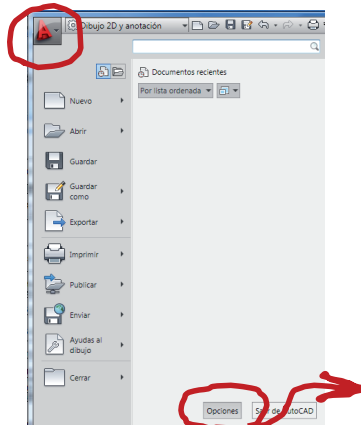 Dibujo 2D y anotación
Documentos recientes
Por lista ordenada
Nuevo
Abrir
Guardar
Guardar
como
Exportar
Imprimir
Publicar
Enviar
Ayudas al
dibujo
Cerrar
Opciones
Salir de AutoCAD